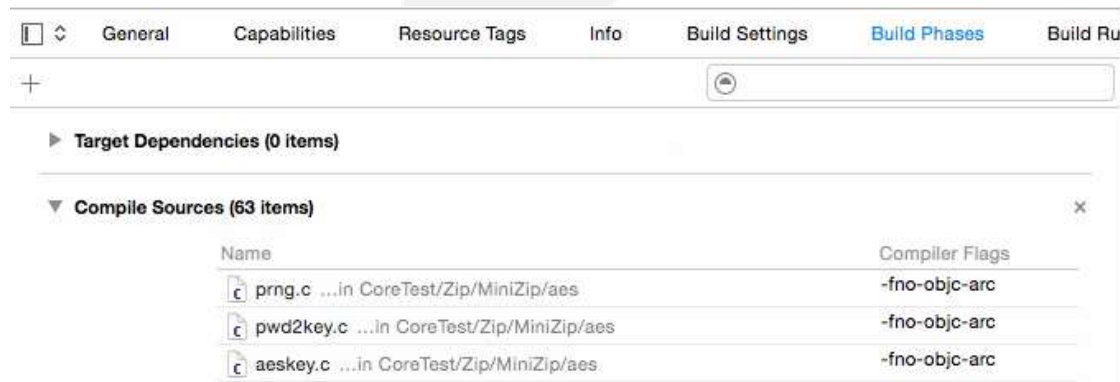 General Capabilities Resource Tags Info Build Settings Build Phases Build Ru
+
Target Dependencies (0 items)
Compile Sources (63 items) ×
Name Compiler Flags
prng.c ...in CoreTest/Zip/MiniZip/aes -fno-objc-arc
pwd2key.c ...in CoreTest/Zip/MiniZip/aes -fno-objc-arc
aeskey.c ...in CoreTest/Zip/MiniZip/aes -fno-objc-arc